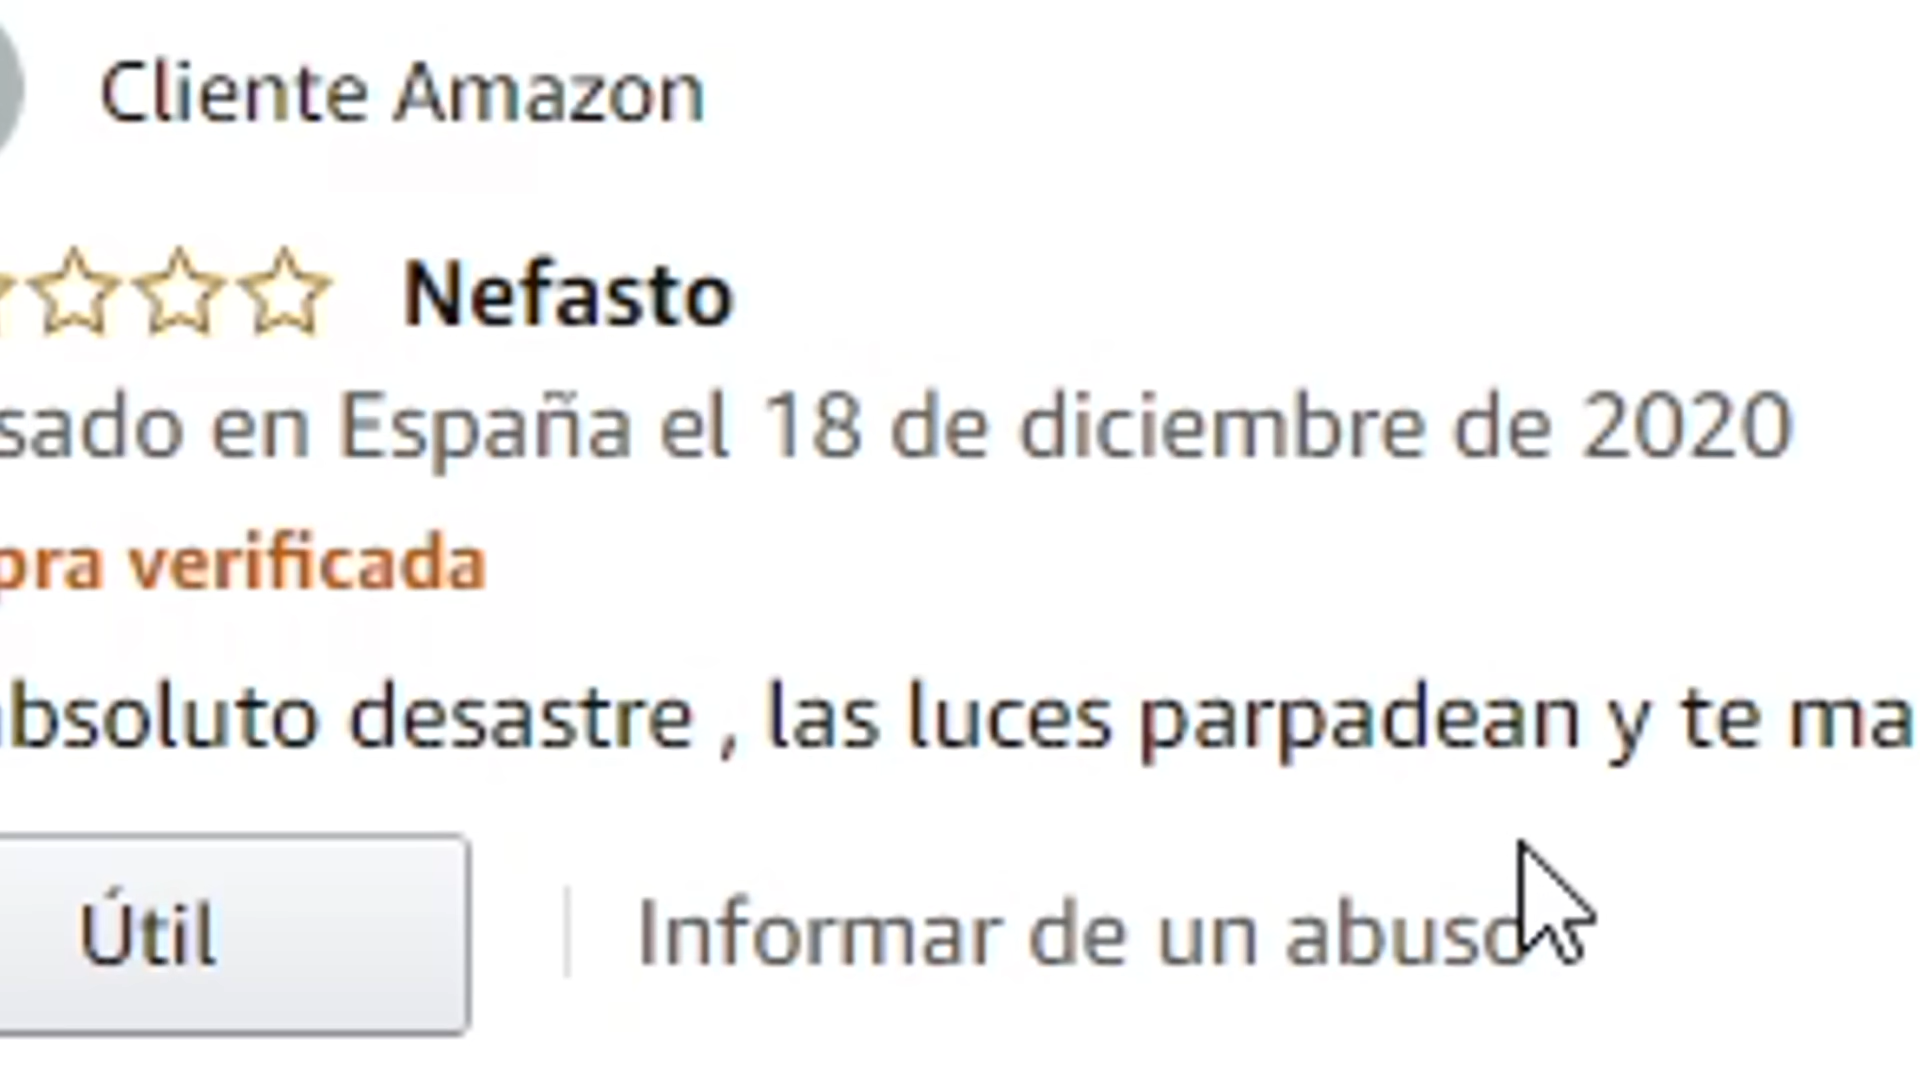 Cliente Amazon
Nefasto
sado en España el 18 de diciembre de 2020
pra verificada
absoluto desastre , las luces parpadean y te ma
Útil
Informar de un abuso